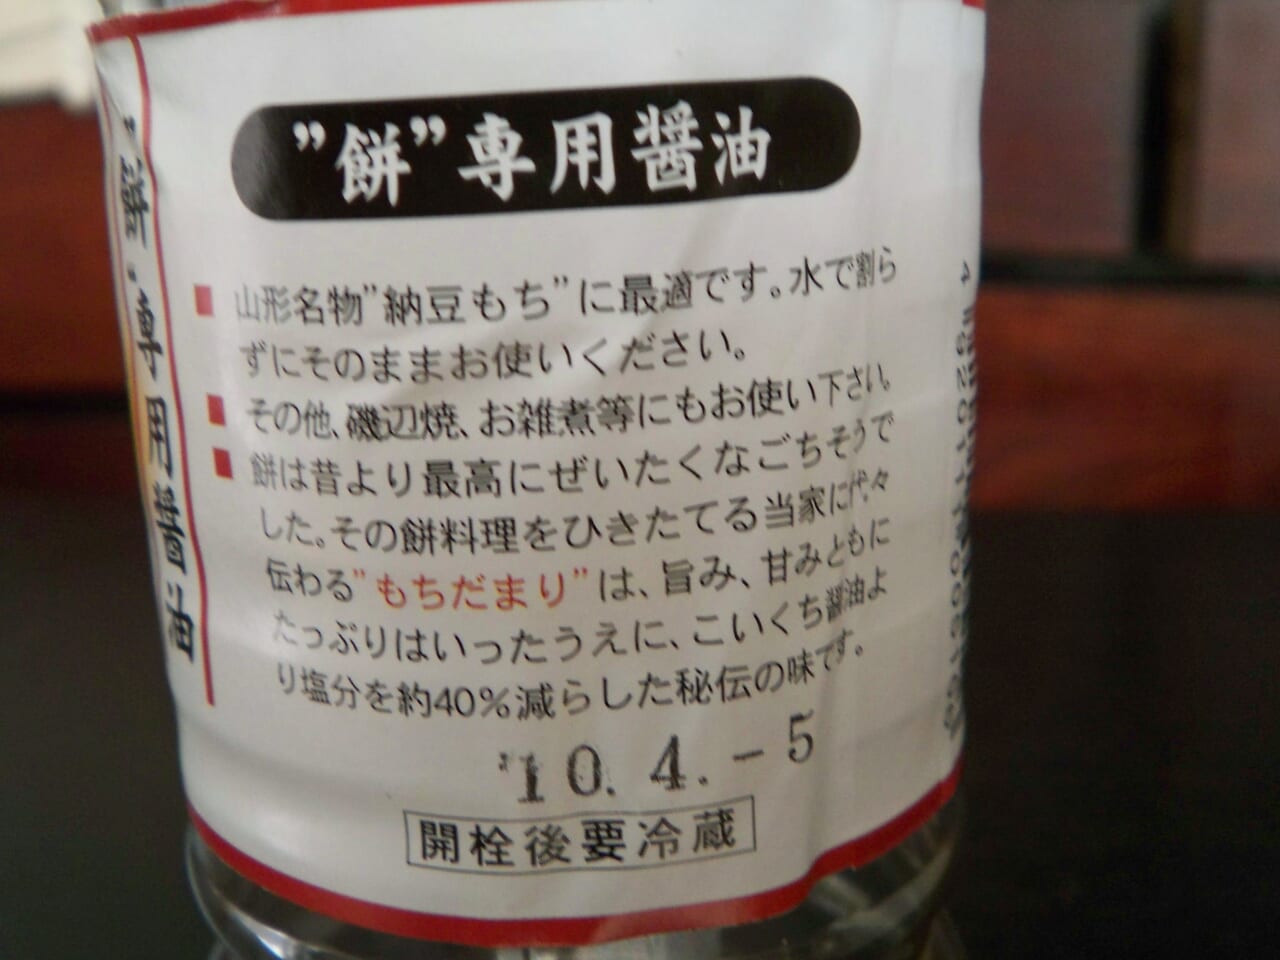 ”餅”専用醤油
山形名物”納豆もち”に最適です。水で割ら
ずにそのままお使いください。
その他、磯辺焼、お雑煮等にもお使い下さい。
餅は昔より最高にぜいたくなごちそうで
した。その餅料理をひきたてる当家に代々
伝わる”もちだまり”は、旨み、甘みともに
たっぷりはいったうえに、こいくち醤油よ
り塩分を約40%減らした秘伝の味です。
'10. 4. - 5
開栓後要冷蔵
”餅”専用醤油